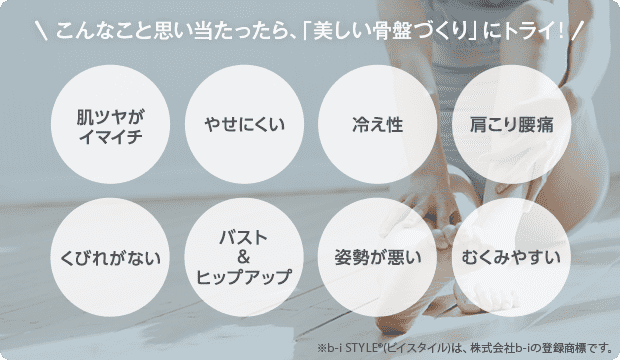 \ こんなこと思い当たったら、「美しい骨盤づくり」にトライ! /
肌ツヤが
イマイチ
やせにくい
冷え性
肩こり腰痛
くびれがない
バスト
&
ヒップアップ
姿勢が悪い
むくみやすい
※b-i STYLE®(ビイスタイル)は、株式会社b-iの登録商標です。